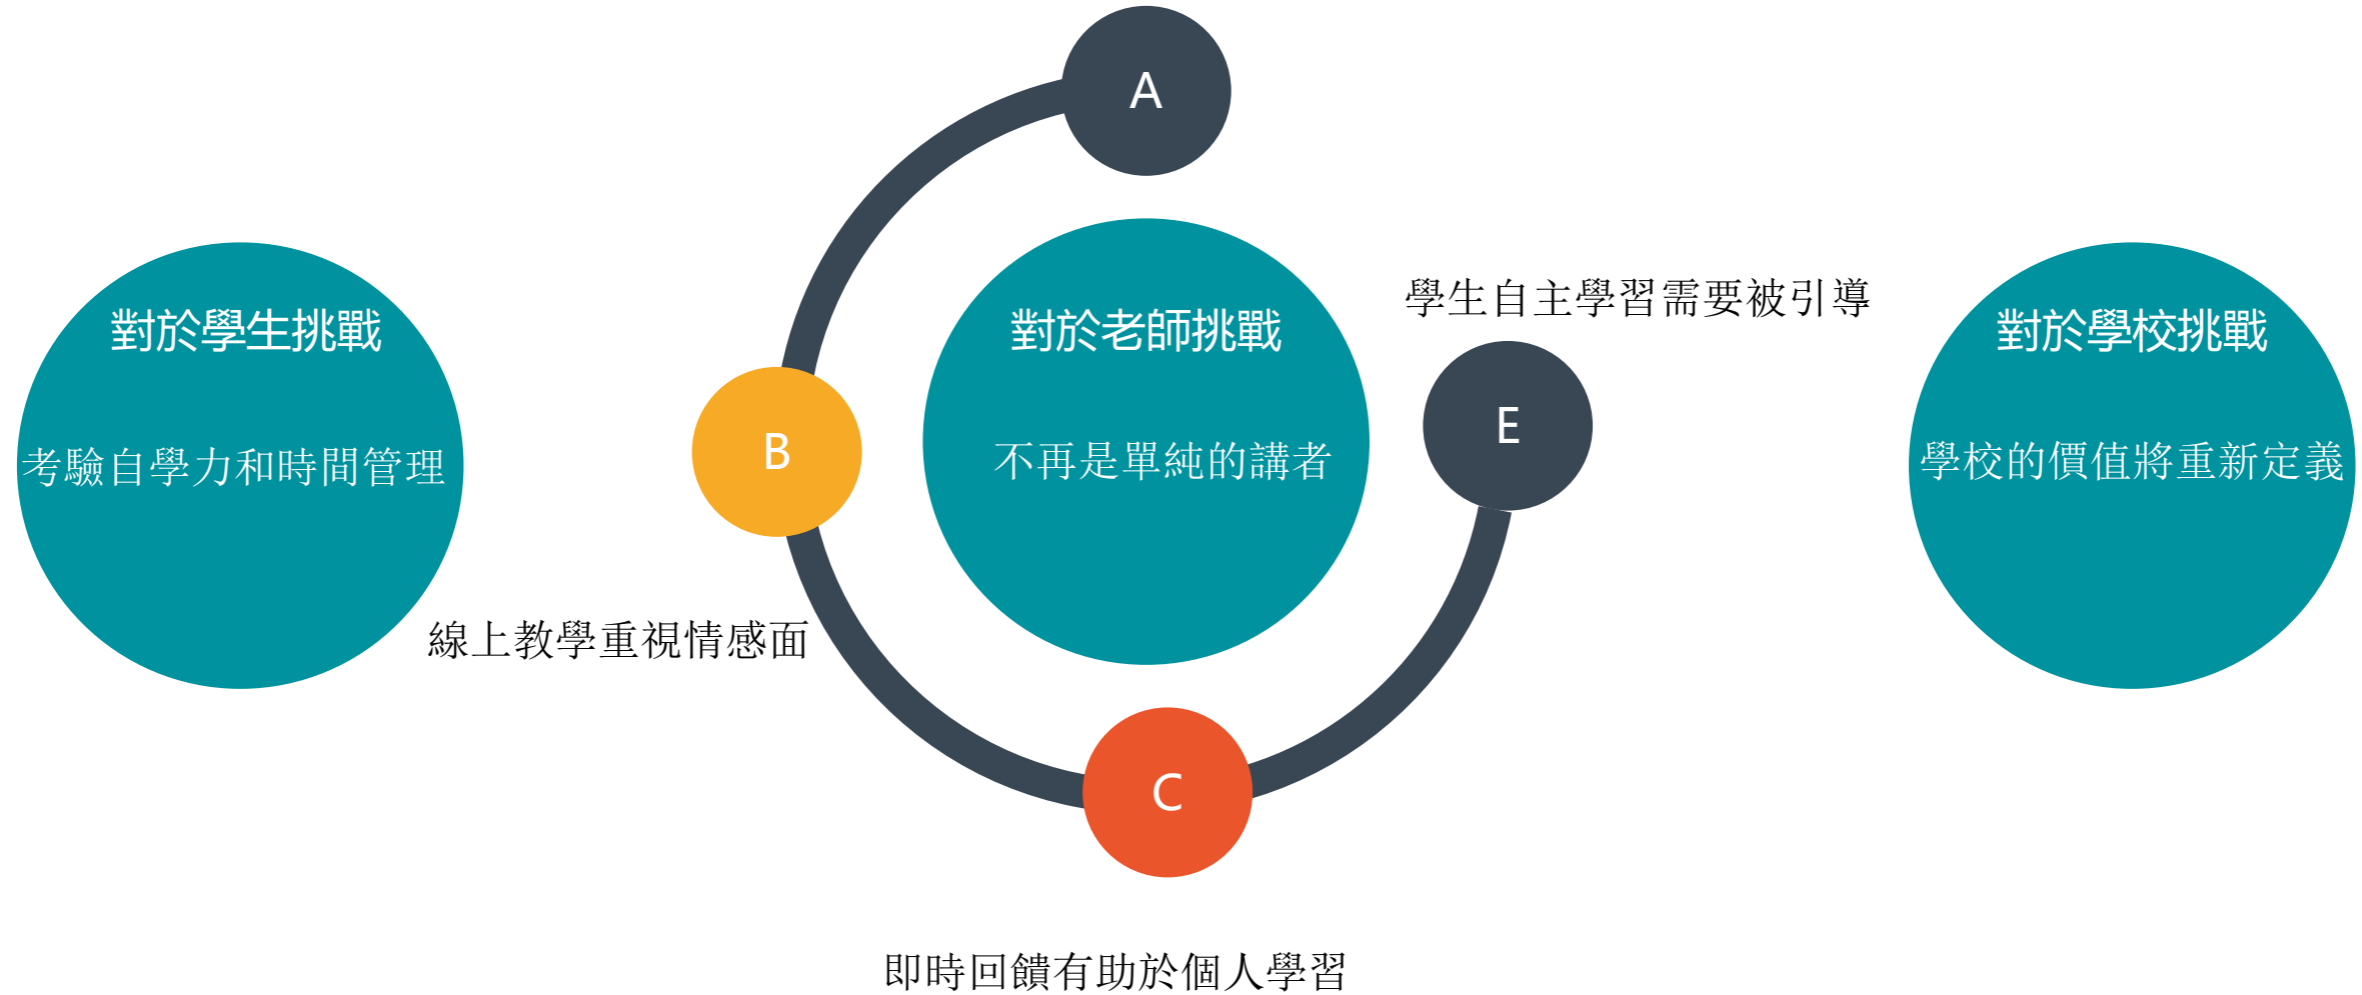 A
對於學生挑戰
考驗自學力和時間管理
B
線上教學重視情感面
對於老師挑戰
不再是單純的講者
學生自主學習需要被引導
E
對於學校挑戰
學校的價值將重新定義
C
即時回饋有助於個人學習